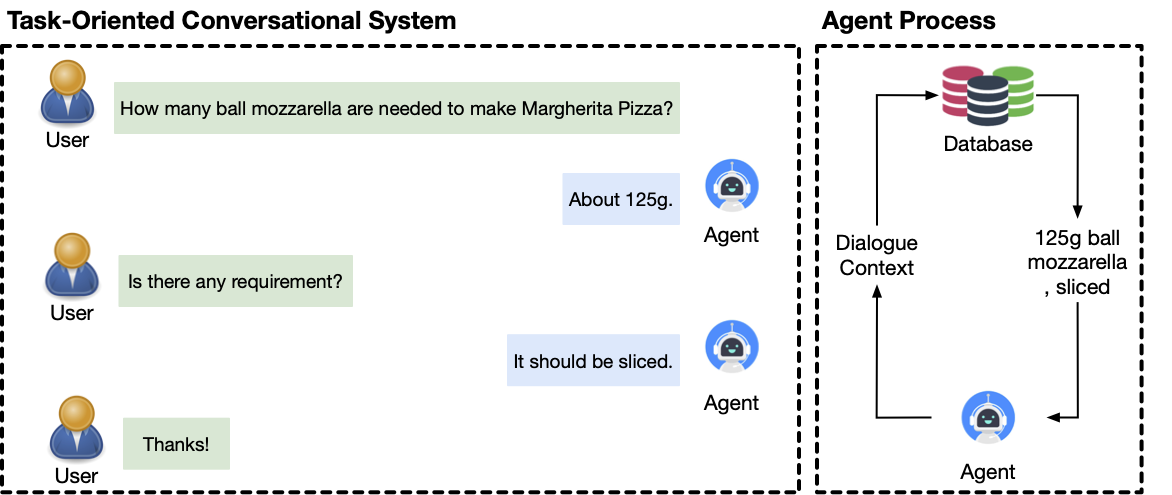 Task-Oriented Conversational System
How many ball mozzarella are needed to make Margherita Pizza?
User
About 125g.
Agent
Is there any requirement?
User
It should be sliced.
Agent
Thanks!
User
Agent Process
Database
Dialogue
Context
125g ball
mozzarella
, sliced
Agent